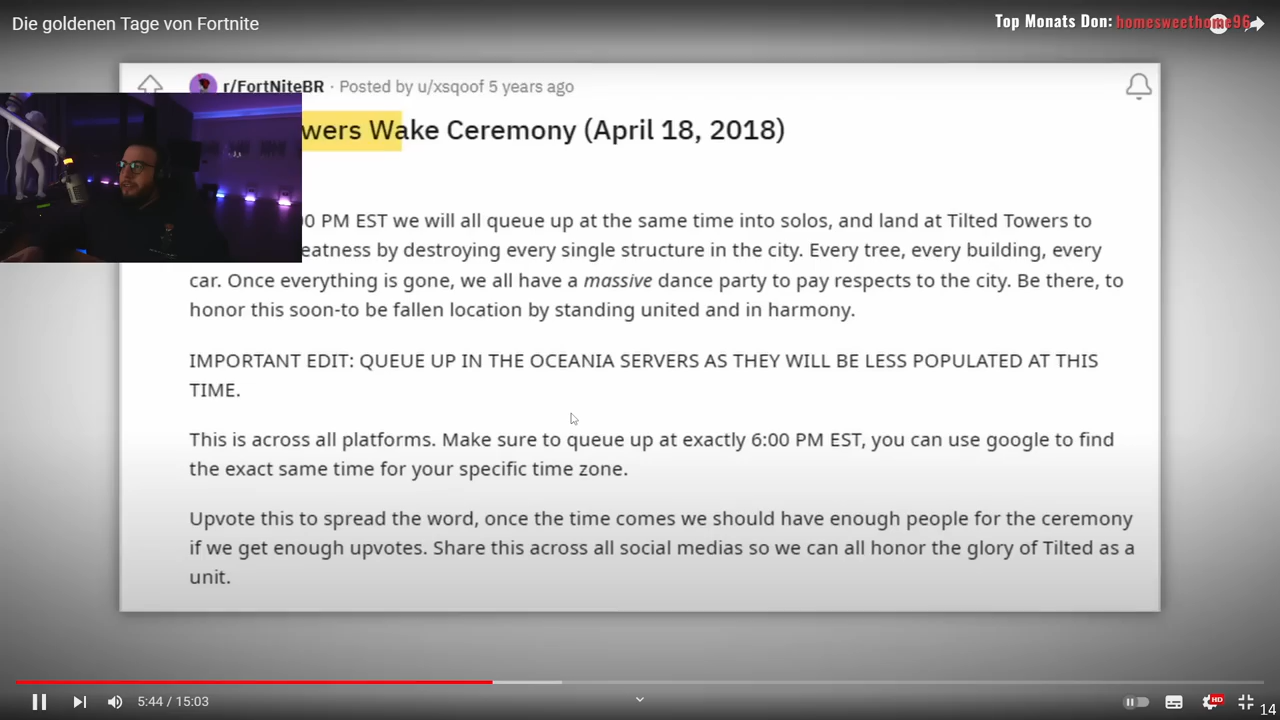 Die goldenen Tage von Fortnite
Top Monats Don: homesweethome96
r/FortNiteBR · Posted by u/xsqoof 5 years ago
wers Wake Ceremony (April 18, 2018)
00 PM EST we will all queue up at the same time into solos, and land at Tilted Towers to
eatness by destroying every single structure in the city. Every tree, every building, every
car. Once everything is gone, we all have a massive dance party to pay respects to the city. Be there, to
honor this soon-to be fallen location by standing united and in harmony.
IMPORTANT EDIT: QUEUE UP IN THE OCEANIA SERVERS AS THEY WILL BE LESS POPULATED AT THIS
TIME.
This is across all platforms. Make sure to queue up at exactly 6:00 PM EST, you can use google to find
the exact same time for your specific time zone.
Upvote this to spread the word, once the time comes we should have enough people for the ceremony
if we get enough upvotes. Share this across all social medias so we can all honor the glory of Tilted as a
unit.
5:44 / 15:03
HD
14